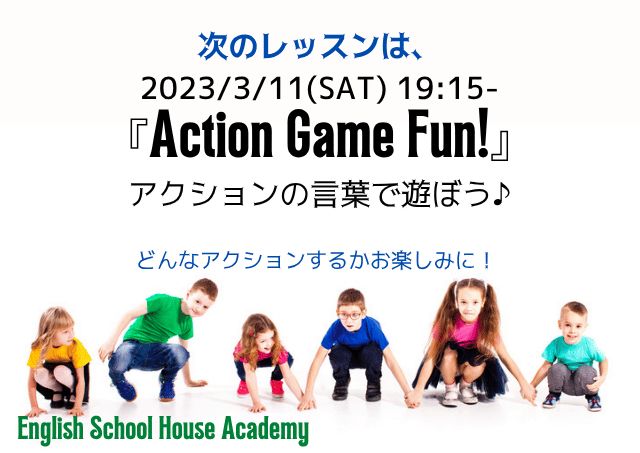 次のレッスンは、
2023/3/11(SAT) 19:15-
『Action Game Fun!』
アクションの言葉で遊ぼう♪
どんなアクションするかお楽しみに！
English School House Academy